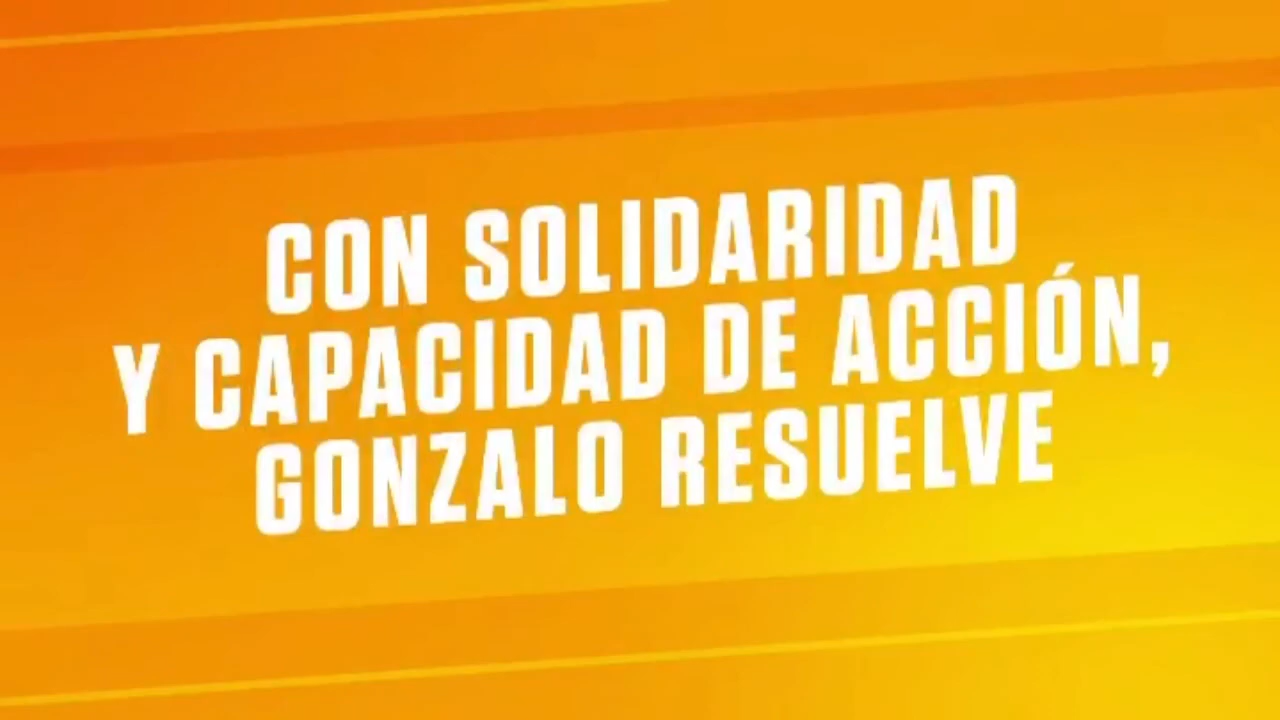 CON SOLIDARIDAD
Y CAPACIDAD DE ACCIÓN,
GONZALO RESUELVE